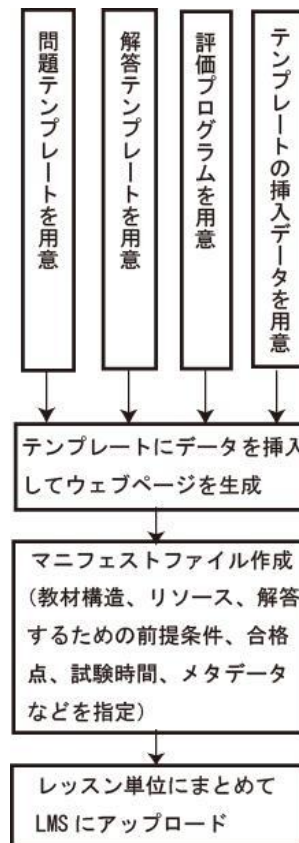 問題テンプレートを用意
解答テンプレートを用意
評価プログラムを用意
テンプレートの挿入データを用意
テンプレートにデータを挿入
してウェブページを生成
マニフェストファイル作成
(教材構造、リソース、解答
するための前提条件、合格
点、試験時間、メタデータ
などを指定)
レッスン単位にまとめて
LMSにアップロード